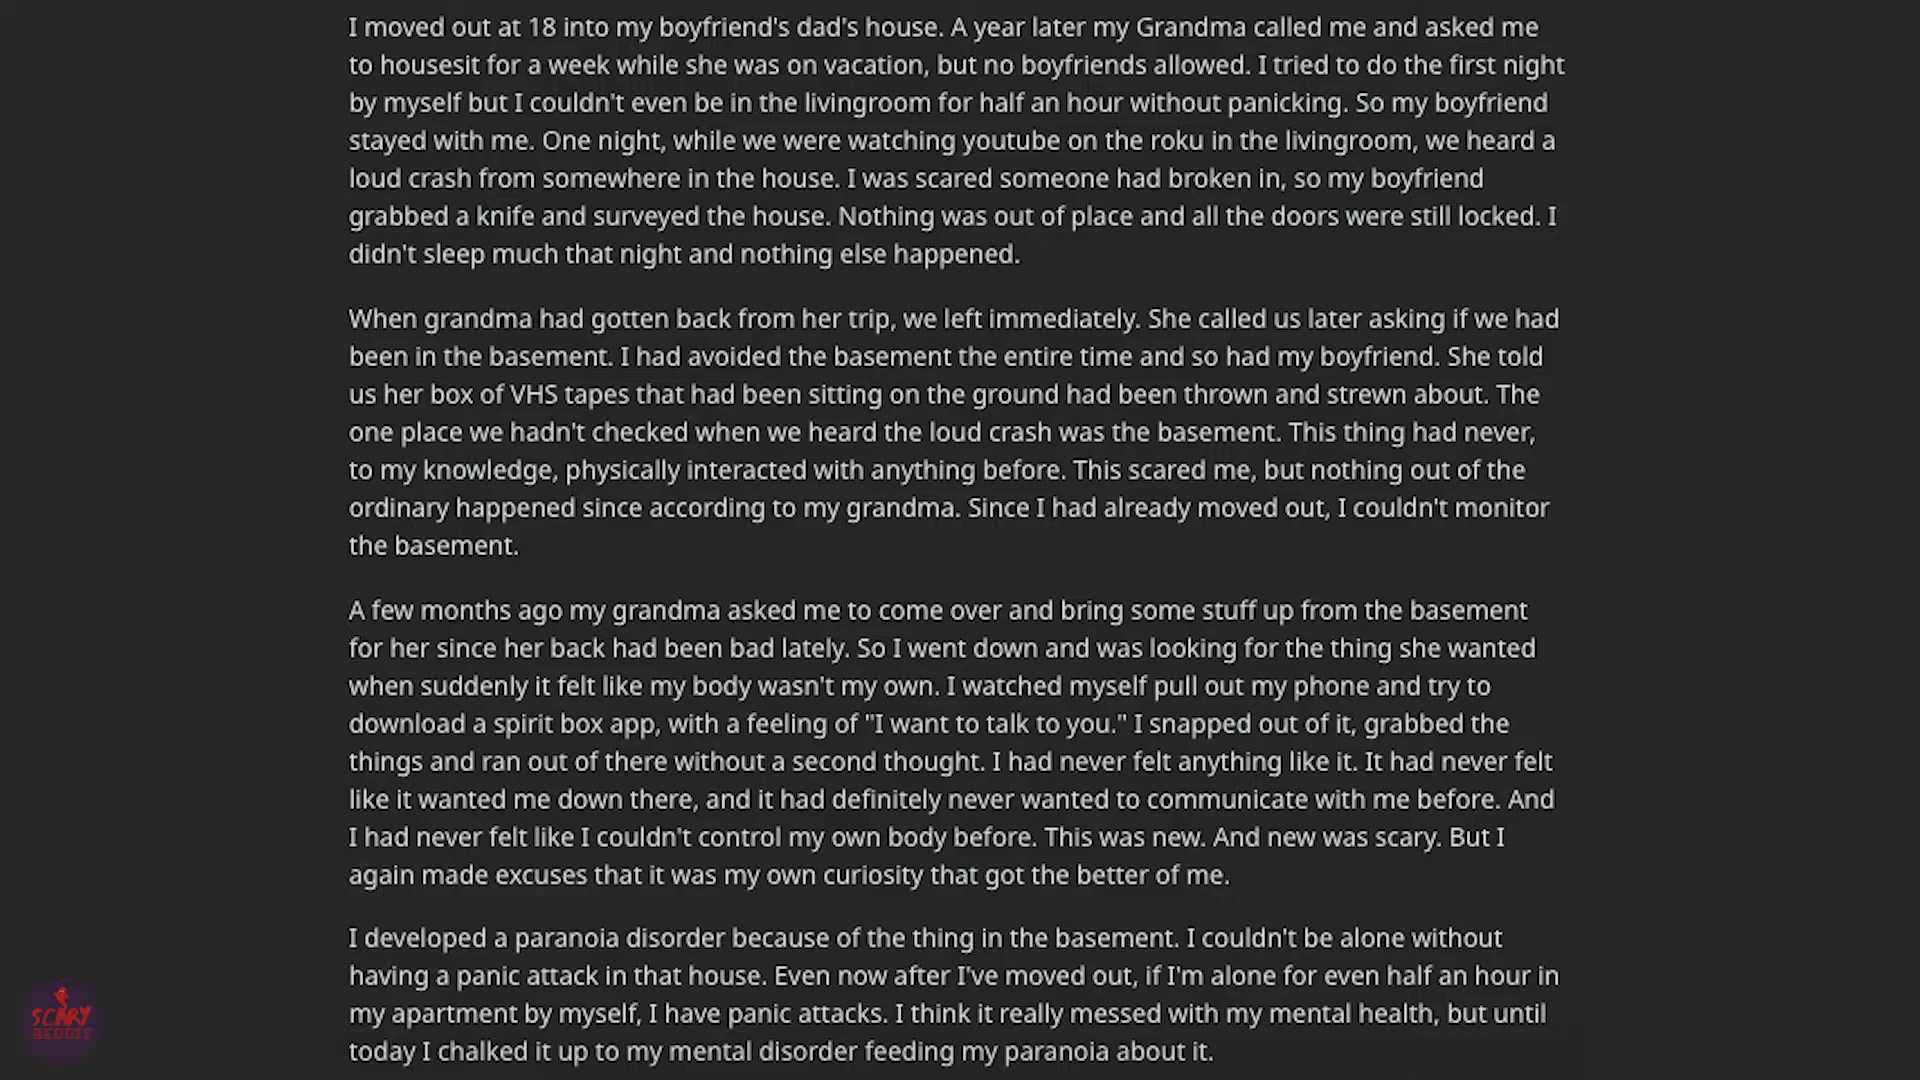 I moved out at 18 into my boyfriend's dad's house. A year later my Grandma called me and asked me
to housesit for a week while she was on vacation, but no boyfriends allowed. I tried to do the first night
by myself but I couldn't even be in the livingroom for half an hour without panicking. So my boyfriend
stayed with me. One night, while we were watching youtube on the roku in the livingroom, we heard a
loud crash from somewhere in the house. I was scared someone had broken in, so my boyfriend
grabbed a knife and surveyed the house. Nothing was out of place and all the doors were still locked. I
didn't sleep much that night and nothing else happened.
When grandma had gotten back from her trip, we left immediately. She called us later asking if we had
been in the basement. I had avoided the basement the entire time and so had my boyfriend. She told
us her box of VHS tapes that had been sitting on the ground had been thrown and strewn about. The
one place we hadn't checked when we heard the loud crash was the basement. This thing had never,
to my knowledge, physically interacted with anything before. This scared me, but nothing out of the
ordinary happened since according to my grandma. Since I had already moved out, I couldn't monitor
the basement.
A few months ago my grandma asked me to come over and bring some stuff up from the basement
for her since her back had been bad lately. So I went down and was looking for the thing she wanted
when suddenly it felt like my body wasn't my own. I watched myself pull out my phone and try to
download a spirit box app, with a feeling of "I want to talk to you." I snapped out of it, grabbed the
things and ran out of there without a second thought. I had never felt anything like it. It had never felt
like it wanted me down there, and it had definitely never wanted to communicate with me before. And
I had never felt like I couldn't control my own body before. This was new. And new was scary. But I
again made excuses that it was my own curiosity that got the better of me.
I developed a paranoia disorder because of the thing in the basement. I couldn't be alone without
having a panic attack in that house. Even now after I've moved out, if I'm alone for even half an hour in
my apartment by myself, I have panic attacks. I think it really messed with my mental health, but until
today I chalked it up to my mental disorder feeding my paranoia about it.
SCARY
REDDIT